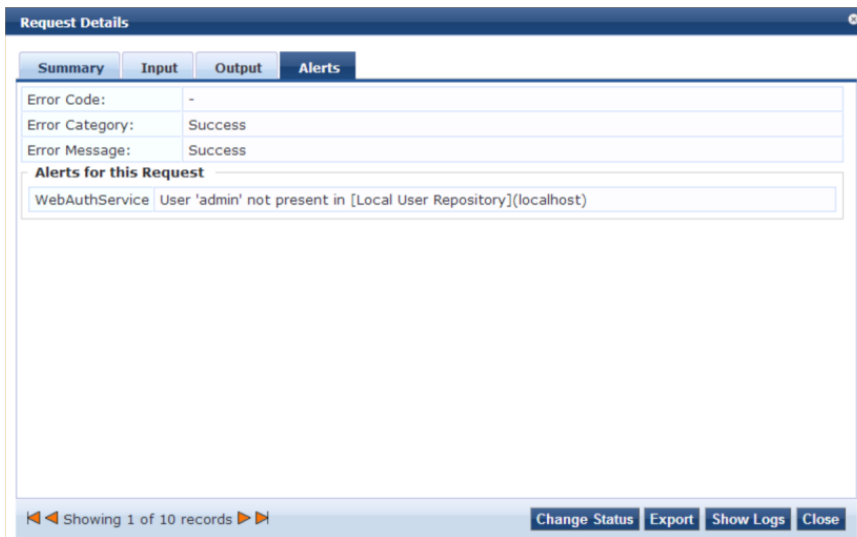 Request Details
Summary Input Output Alerts
Error Code: -
Error Category: Success
Error Message: Success
Alerts for this Request
WebAuthService User 'admin' not present in [Local User Repository](localhost)
Showing 1 of 10 records
Change Status Export Show Logs Close